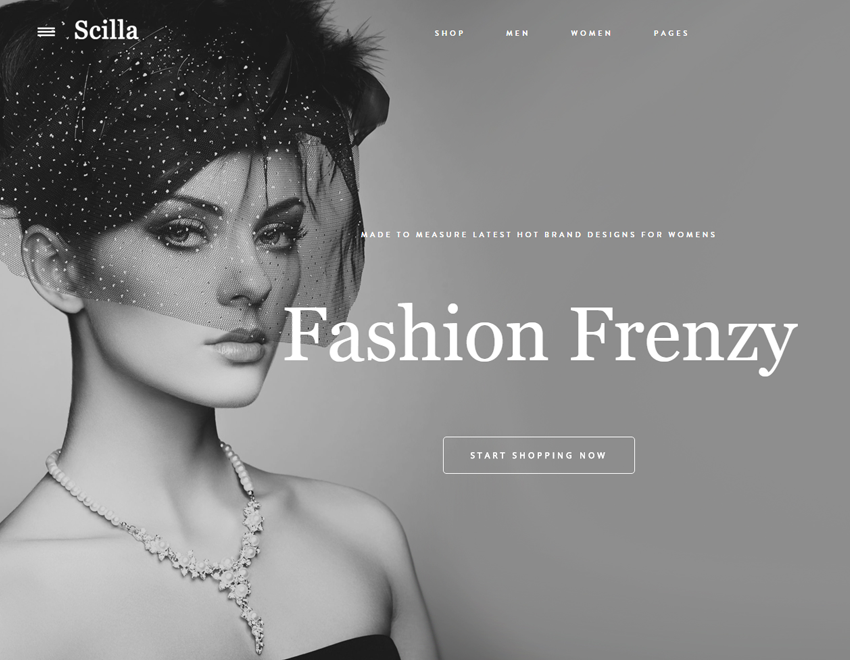 Scilla
SHOP MEN WOMEN PAGES
MADE TO MEASURE LATEST HOT BRAND DESIGNS FOR WOMENS
Fashion Frenzy
START SHOPPING NOW